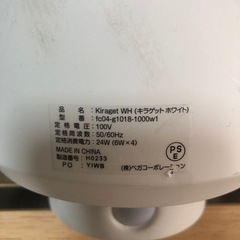 品名：Kiraget WH (キラゲット ホワイト)
型番：fc04-g1018-1000w1
定格電圧：100V
定格周波数：50/60Hz
定格消費電力：24W (6W×4)
MADE IN CHINA
製造番号：H0233
PO：YIWB
PS
E
(株)ベガコーポレーション